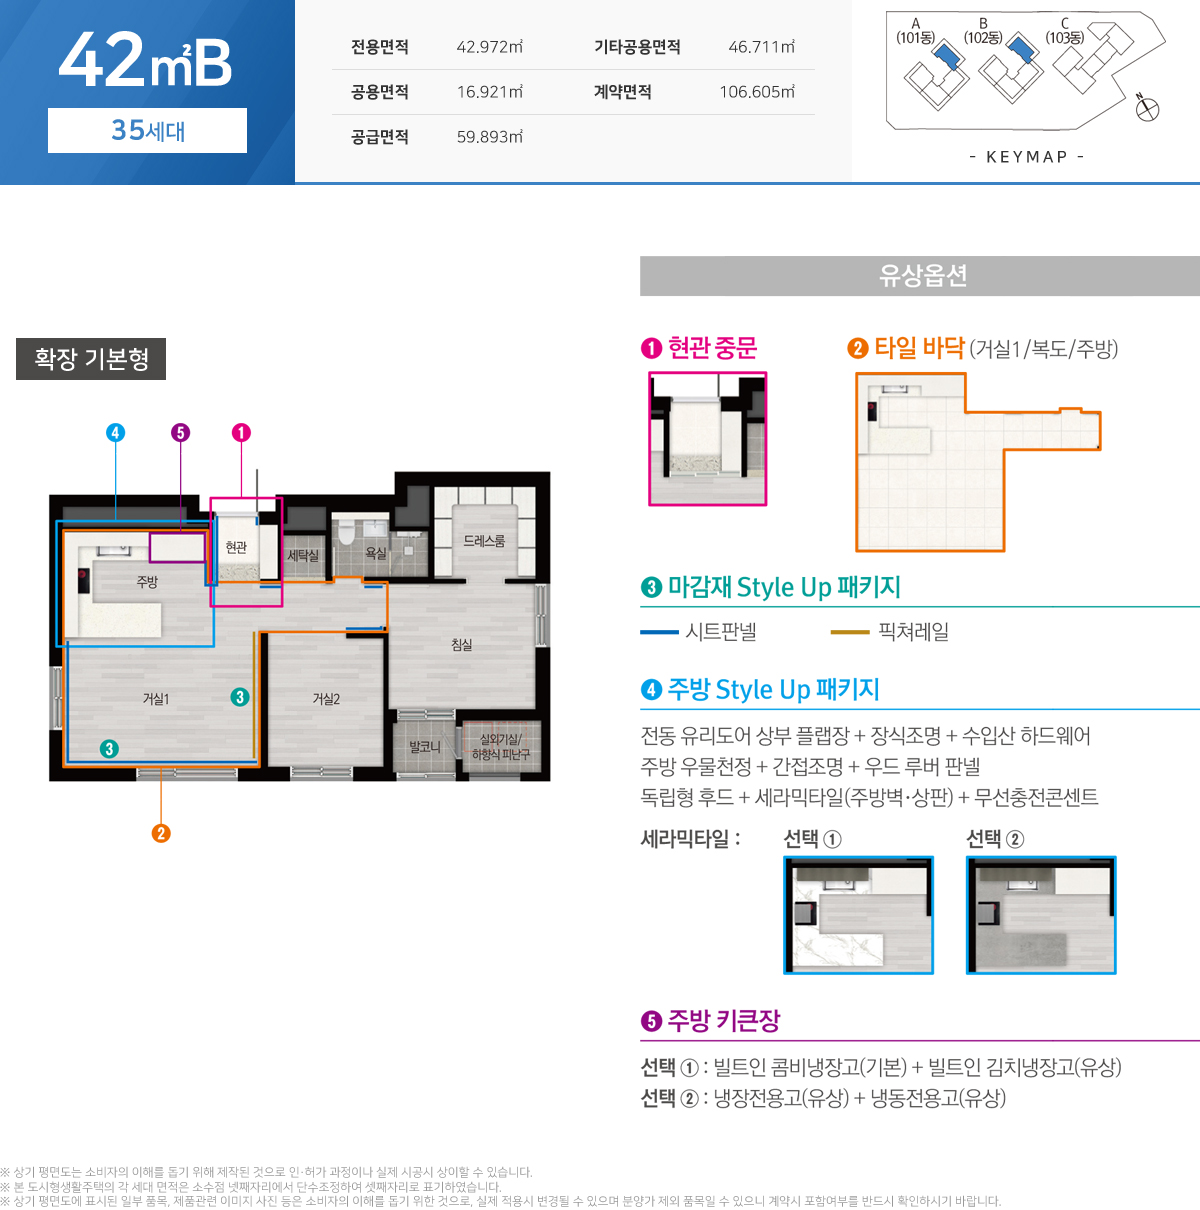 42㎡B
35세대
전용면적 42.972㎡ 기타공용면적 46.711㎡
공용면적 16.921㎡ 계약면적 106.605㎡
공급면적 59.893㎡
A (101동)
B (102동)
C (103동)
N
- KEYMAP -
유상옵션
확장 기본형
❶ 현관 중문
❷ 타일 바닥 (거실1/복도/주방)
❹ ❺ ❶
현관
세탁실
욕실
드레스룸
주방
침실
거실1
거실2
❸
❸
발코니
실외기실/
하향식 피난구
❷
❸ 마감재 Style Up 패키지
시트판넬 픽쳐레일
❹ 주방 Style Up 패키지
전동 유리도어 상부 플랩장 + 장식조명 + 수입산 하드웨어
주방 우물천정 + 간접조명 + 우드 루버 판넬
독립형 후드 + 세라믹타일(주방벽·상판) + 무선충전콘센트
세라믹타일 : 선택 ① 선택 ②
❺ 주방 키큰장
선택 ① : 빌트인 콤비냉장고(기본) + 빌트인 김치냉장고(유상)
선택 ② : 냉장전용고(유상) + 냉동전용고(유상)
※ 상기 평면도는 소비자의 이해를 돕기 위해 제작된 것으로 인·허가 과정이나 실제 시공시 상이할 수 있습니다.
※ 본 도시형생활주택의 각 세대 면적은 소수점 넷째자리에서 단수조정하여 셋째자리로 표기하였습니다.
※ 상기 평면도에 표시된 일부 품목, 제품관련 이미지 사진 등은 소비자의 이해를 돕기 위한 것으로, 실제 적용시 변경될 수 있으며 분양가 제외 품목일 수 있으니 계약시 포함여부를 반드시 확인하시기 바랍니다.